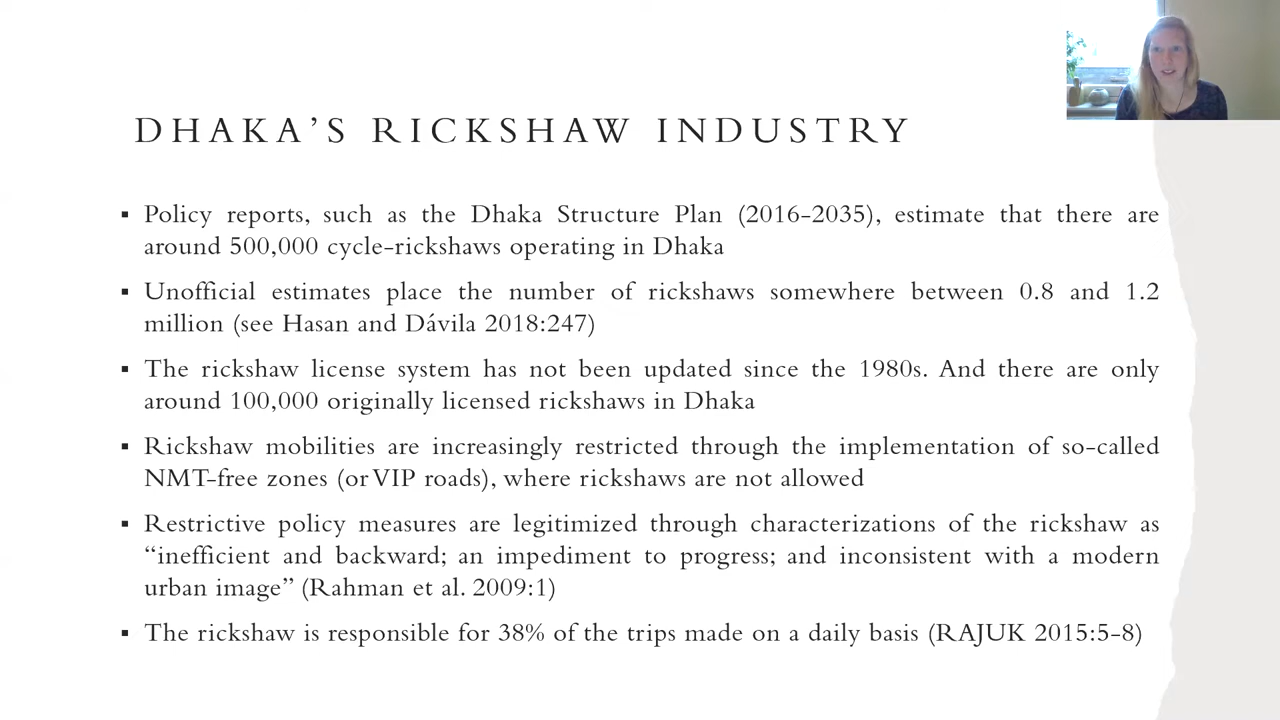 DHAKA’S RICKSHAW INDUSTRY
▪ Policy reports, such as the Dhaka Structure Plan (2016-2035), estimate that there are
around 500,000 cycle-rickshaws operating in Dhaka
▪ Unofficial estimates place the number of rickshaws somewhere between 0.8 and 1.2
million (see Hasan and Dávila 2018:247)
▪ The rickshaw license system has not been updated since the 1980s. And there are only
around 100,000 originally licensed rickshaws in Dhaka
▪ Rickshaw mobilities are increasingly restricted through the implementation of so-called
NMT-free zones (or VIP roads), where rickshaws are not allowed
▪ Restrictive policy measures are legitimized through characterizations of the rickshaw as
“inefficient and backward; an impediment to progress; and inconsistent with a modern
urban image” (Rahman et al. 2009:1)
▪ The rickshaw is responsible for 38% of the trips made on a daily basis (RAJUK 2015:5-8)